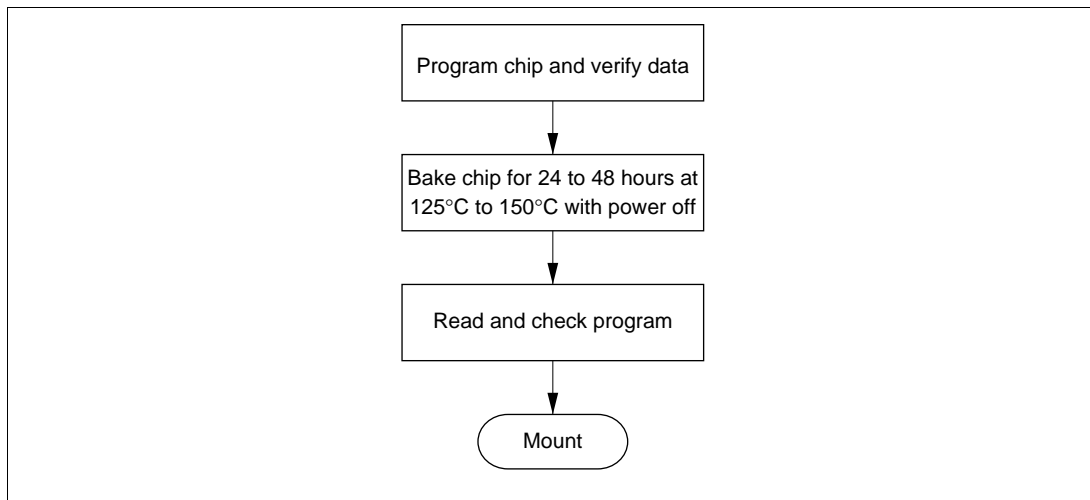 Program chip and verify data
Bake chip for 24 to 48 hours at
125°C to 150°C with power off
Read and check program
Mount